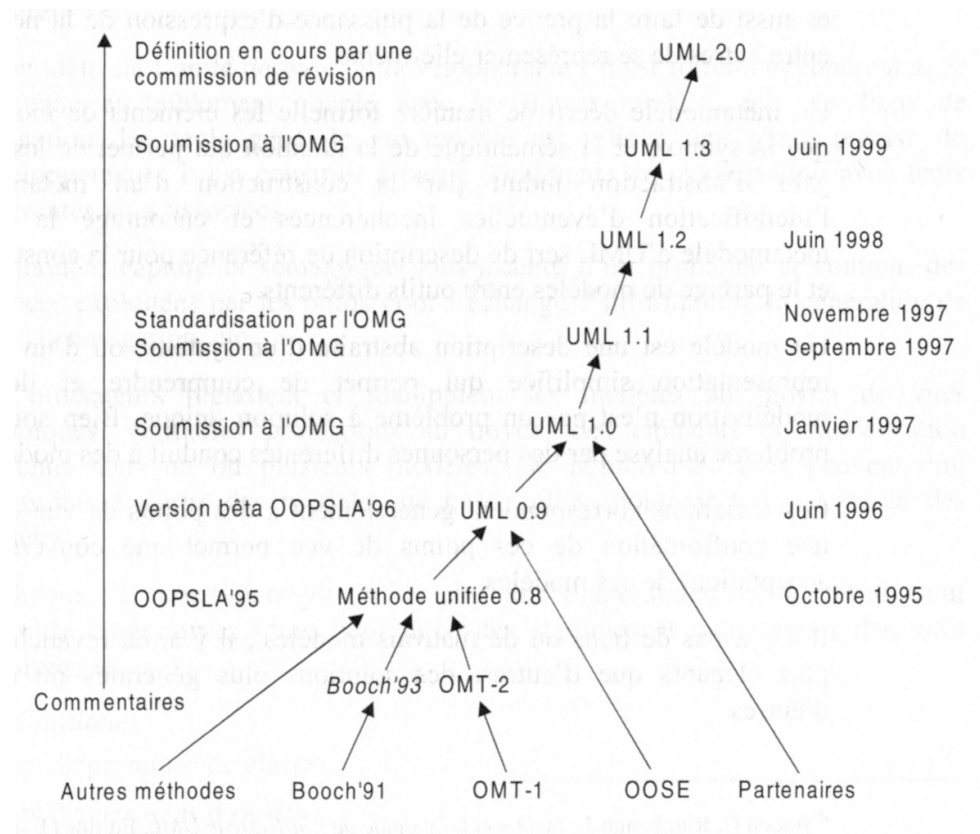 Définition en cours par une UML 2.0
commission de révision
Soumission à l'OMG UML 1.3 Juin 1999
UML 1.2 Juin 1998
Standardisation par l'OMG Novembre 1997
Soumission à l'OMG UML 1.1 Septembre 1997
Soumission à l'OMG UML 1.0 Janvier 1997
Version bêta OOPSLA'96 UML 0.9 Juin 1996
OOPSLA'95 Méthode unifiée 0.8 Octobre 1995
Booch'93 OMT-2
Commentaires
Autres méthodes Booch'91 OMT-1 OOSE Partenaires